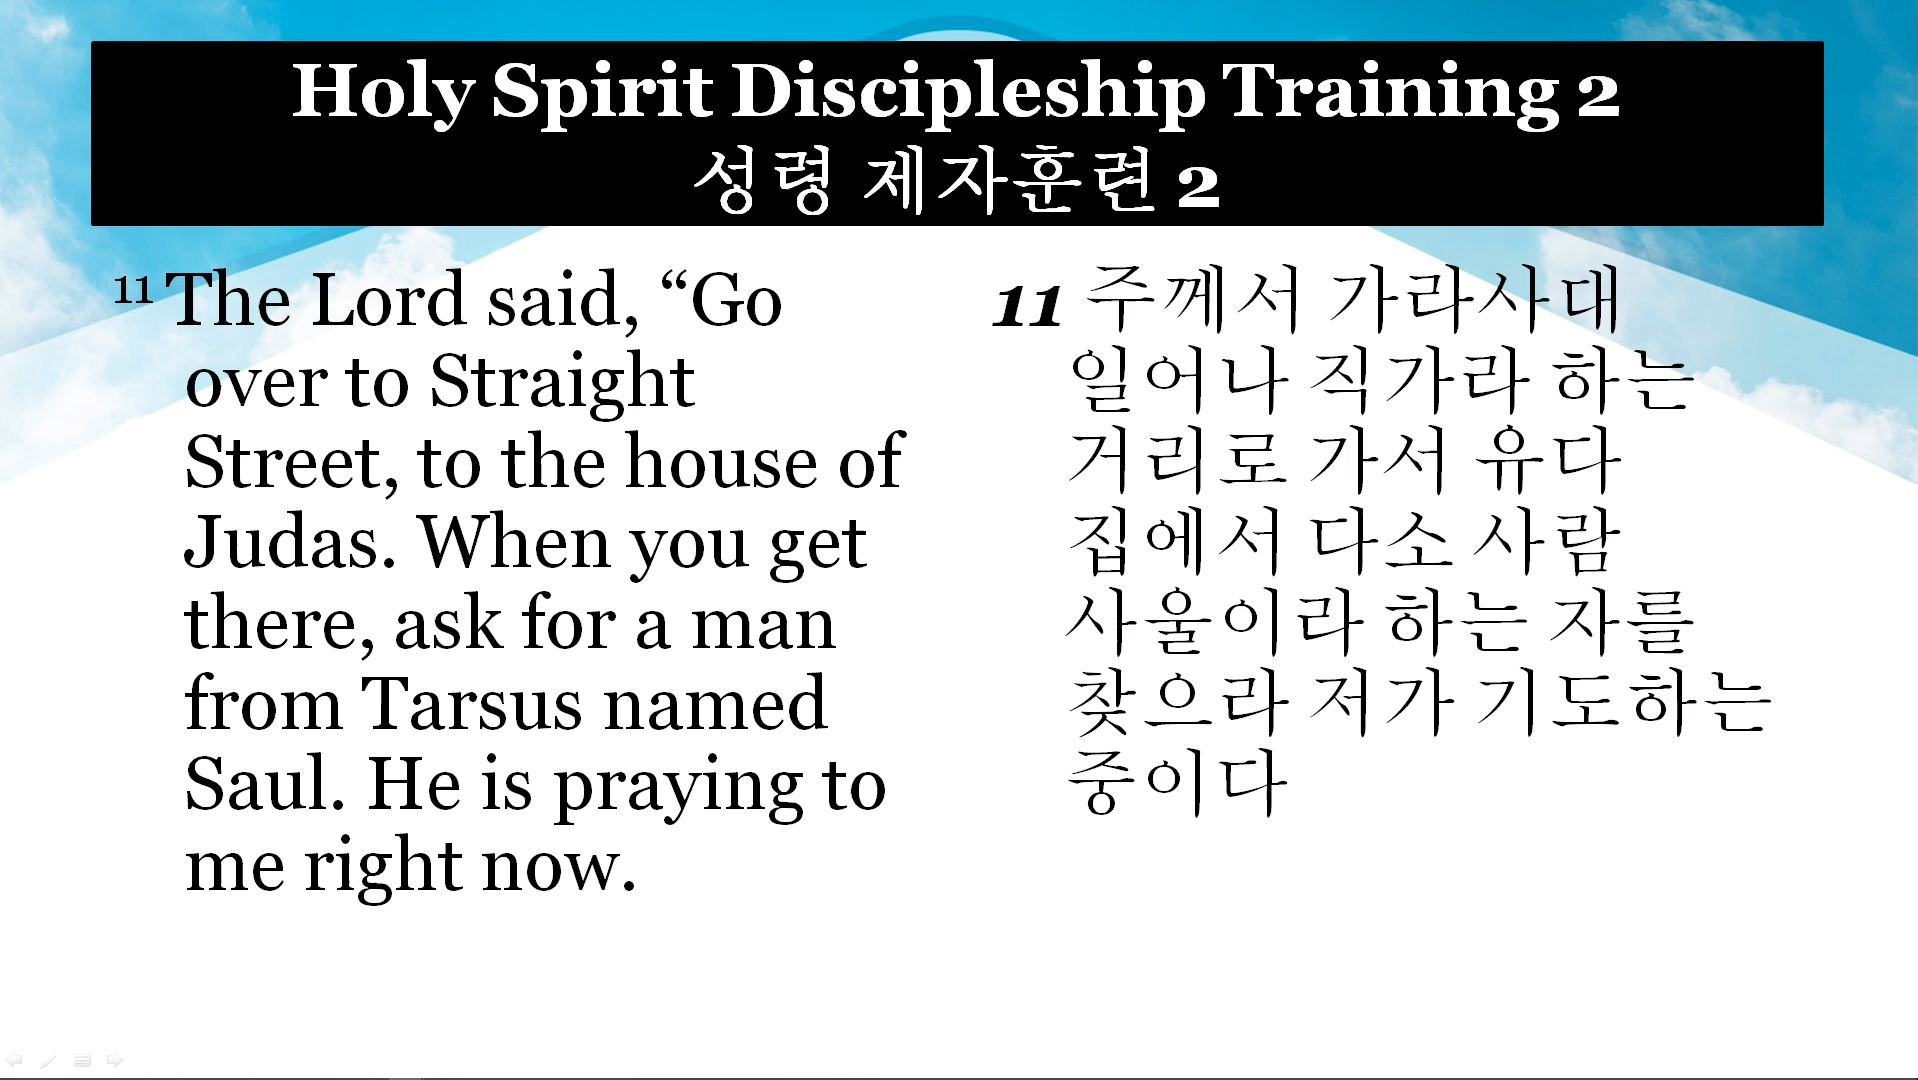 Holy Spirit Discipleship Training 2
성령 제자훈련 2
11 The Lord said, “Go
over to Straight
Street, to the house of
Judas. When you get
there, ask for a man
from Tarsus named
Saul. He is praying to
me right now.
11 주께서 가라사대
일어나 직가라 하는
거리로 가서 유다
집에서 다소 사람
사울이라 하는 자를
찾으라 저가 기도하는
중이다